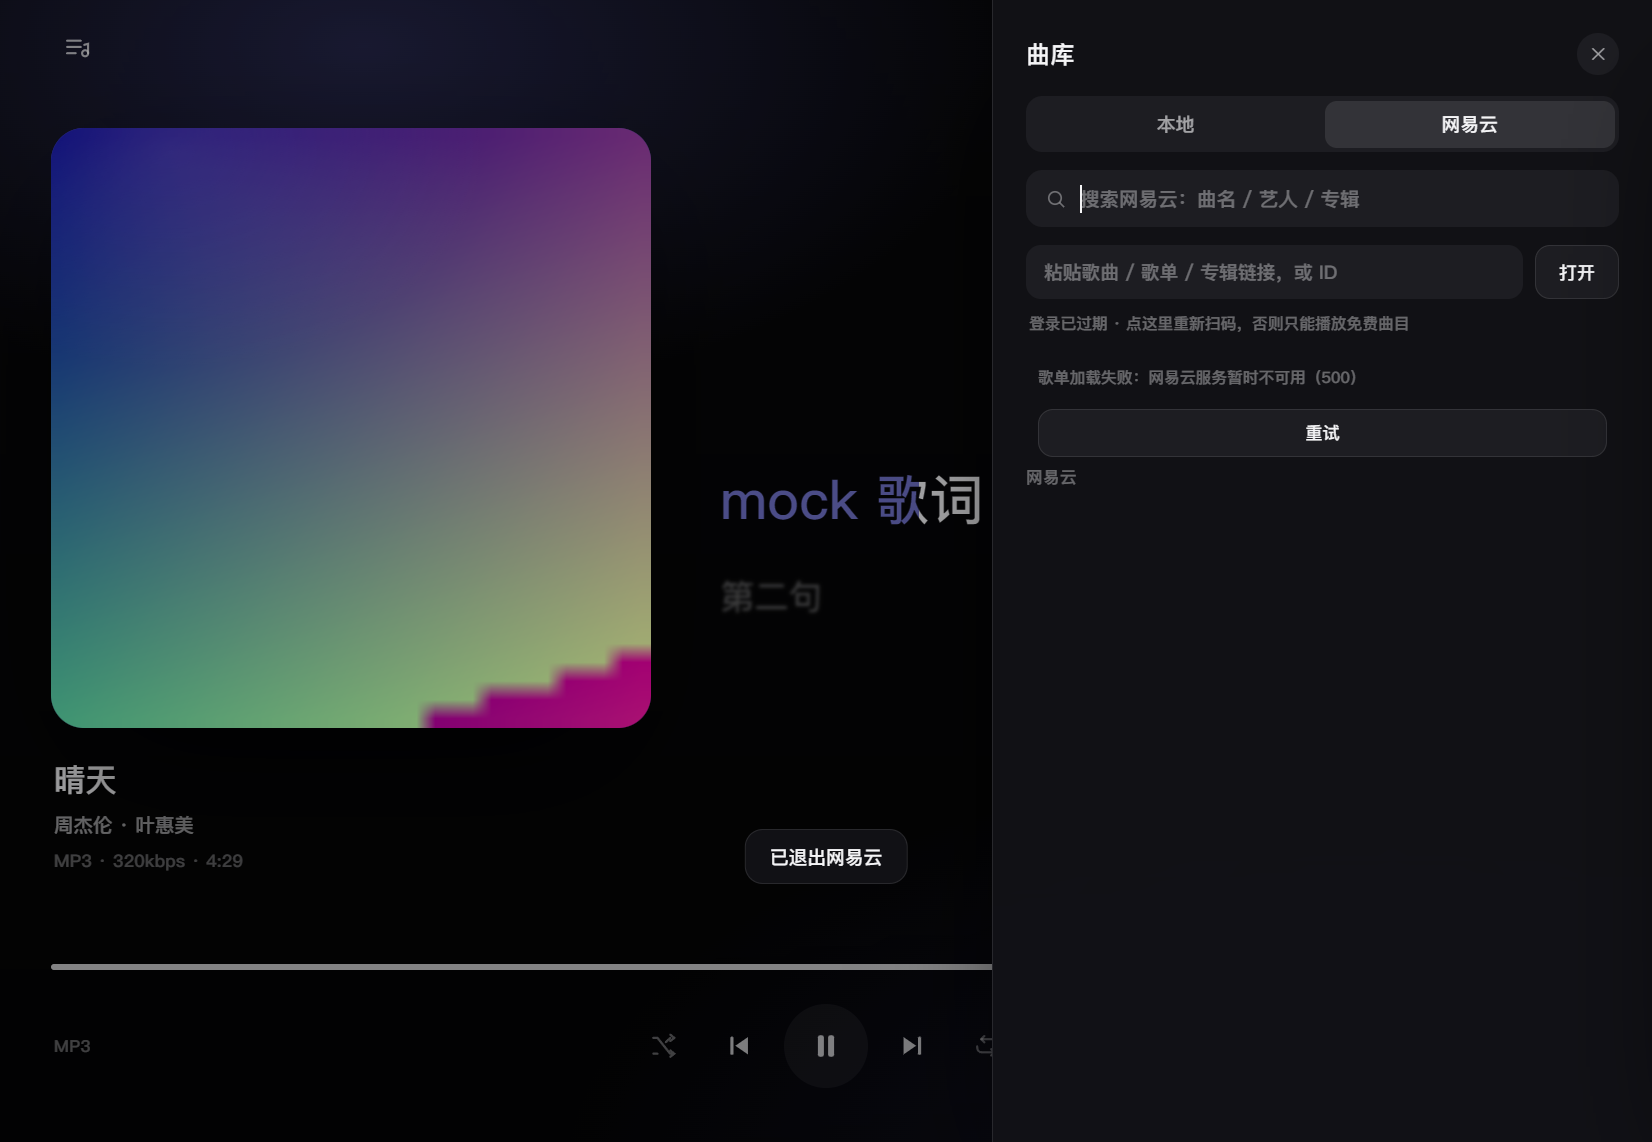 曲库
本地
网易云
搜索网易云：曲名 / 艺人 / 专辑
粘贴歌曲 / 歌单 / 专辑链接，或 ID
打开
登录已过期 · 点这里重新扫码，否则只能播放免费曲目
歌单加载失败：网易云服务暂时不可用（500）
重试
网易云
mock 歌词
第二句
晴天
周杰伦 · 叶惠美
MP3 · 320kbps · 4:29
已退出网易云
MP3